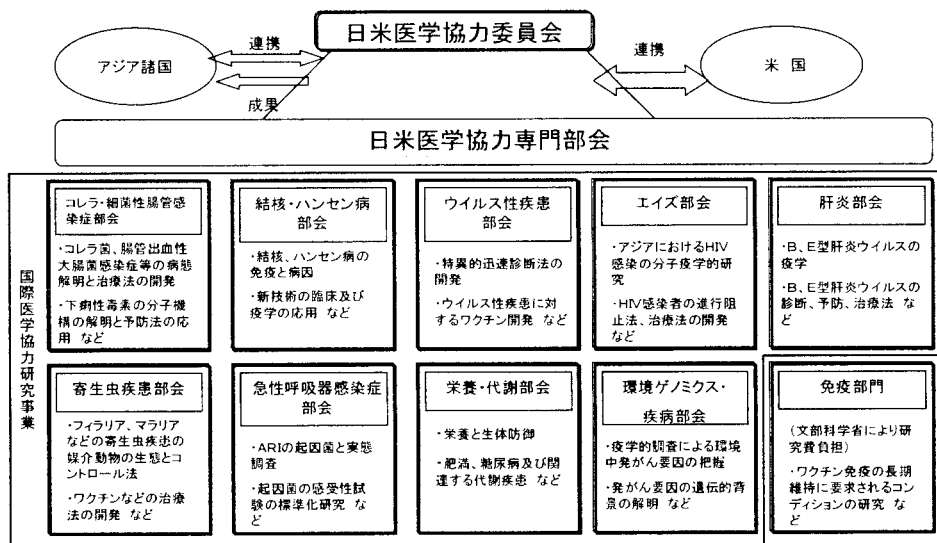 日米医学協力委員会
アジア諸国
連携
成果
連携
米 国
日米医学協力専門部会
国際医学協力研究事業
コレラ・細菌性腸管感
染症部会
・コレラ菌、腸管出血性
大腸菌感染症等の病態
解明と治療法の開発
・下痢性毒素の分子機
構の解明と予防法の応
用 など
結核・ハンセン病
部会
・結核、ハンセン病の
免疫と病因
・新技術の臨床及び
疫学の応用 など
ウイルス性疾患
部会
・特異的迅速診断法の
開発
・ウイルス性疾患に対
するワクチン開発 など
エイズ部会
・アジアにおけるHIV
感染の分子疫学的研
究
・HIV感染者の進行阻
止法、治療法の開発
など
肝炎部会
・B、E型肝炎ウイルスの
疫学
・B、E型肝炎ウイルスの
診断、予防、治療法 な
ど
寄生虫疾患部会
・フィラリア、マラリア
などの寄生虫疾患の
媒介動物の生態とコ
ントロール法
・ワクチンなどの治療
法の開発 など
急性呼吸器感染症
部会
・ARIの起因菌と実態
調査
・起因菌の感受性試
験の標準化研究 な
ど
栄養・代謝部会
・栄養と生体防御
・肥満、糖尿病及び関
連する代謝疾患 など
環境ゲノミクス・
疾病部会
・疫学的調査による環境
中発がん要因の把握
・発がん要因の遺伝的背
景の解明 など
免疫部門
(文部科学省により研
究費負担)
・ワクチン免疫の長期
維持に要求されるコン
ディションの研究 な
ど